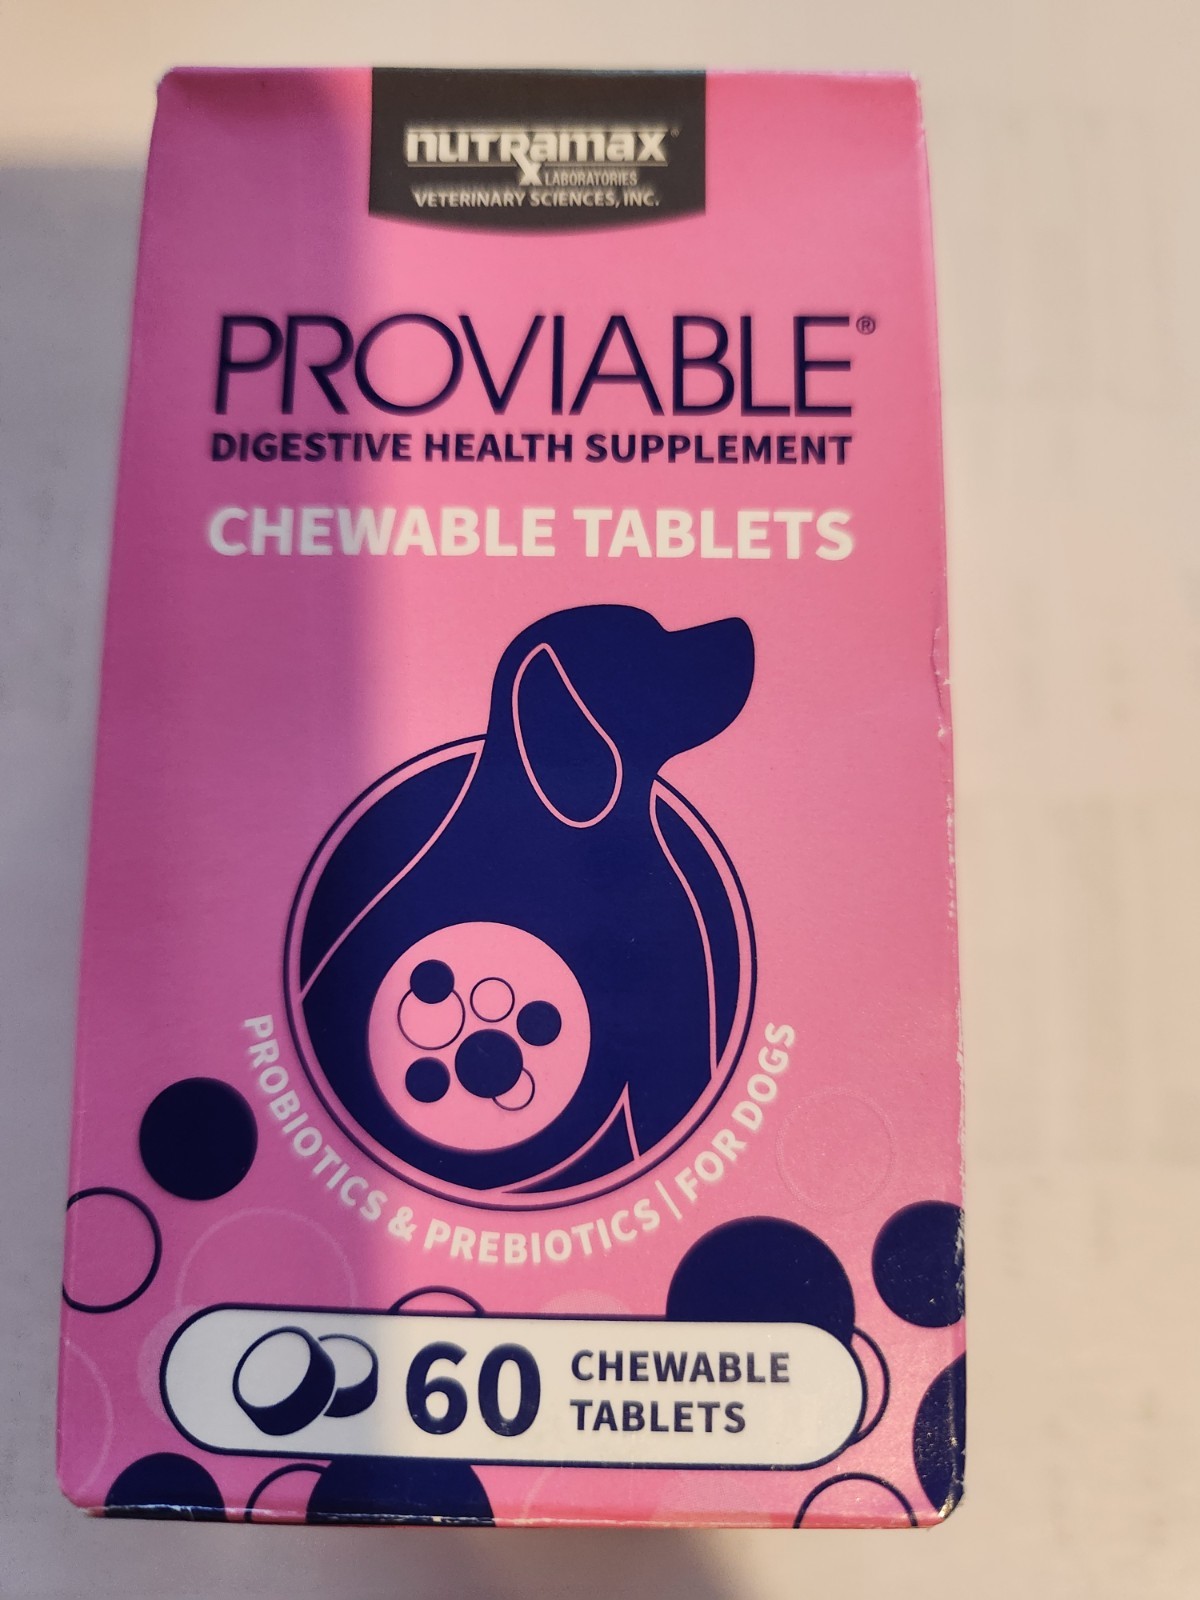 nutramax
LABORATORIES
VETERINARY SCIENCES, INC.
PROVIABLE®
DIGESTIVE HEALTH SUPPLEMENT
CHEWABLE TABLETS
PROBIOTICS & PREBIOTICS | FOR DOGS
60 CHEWABLE
TABLETS